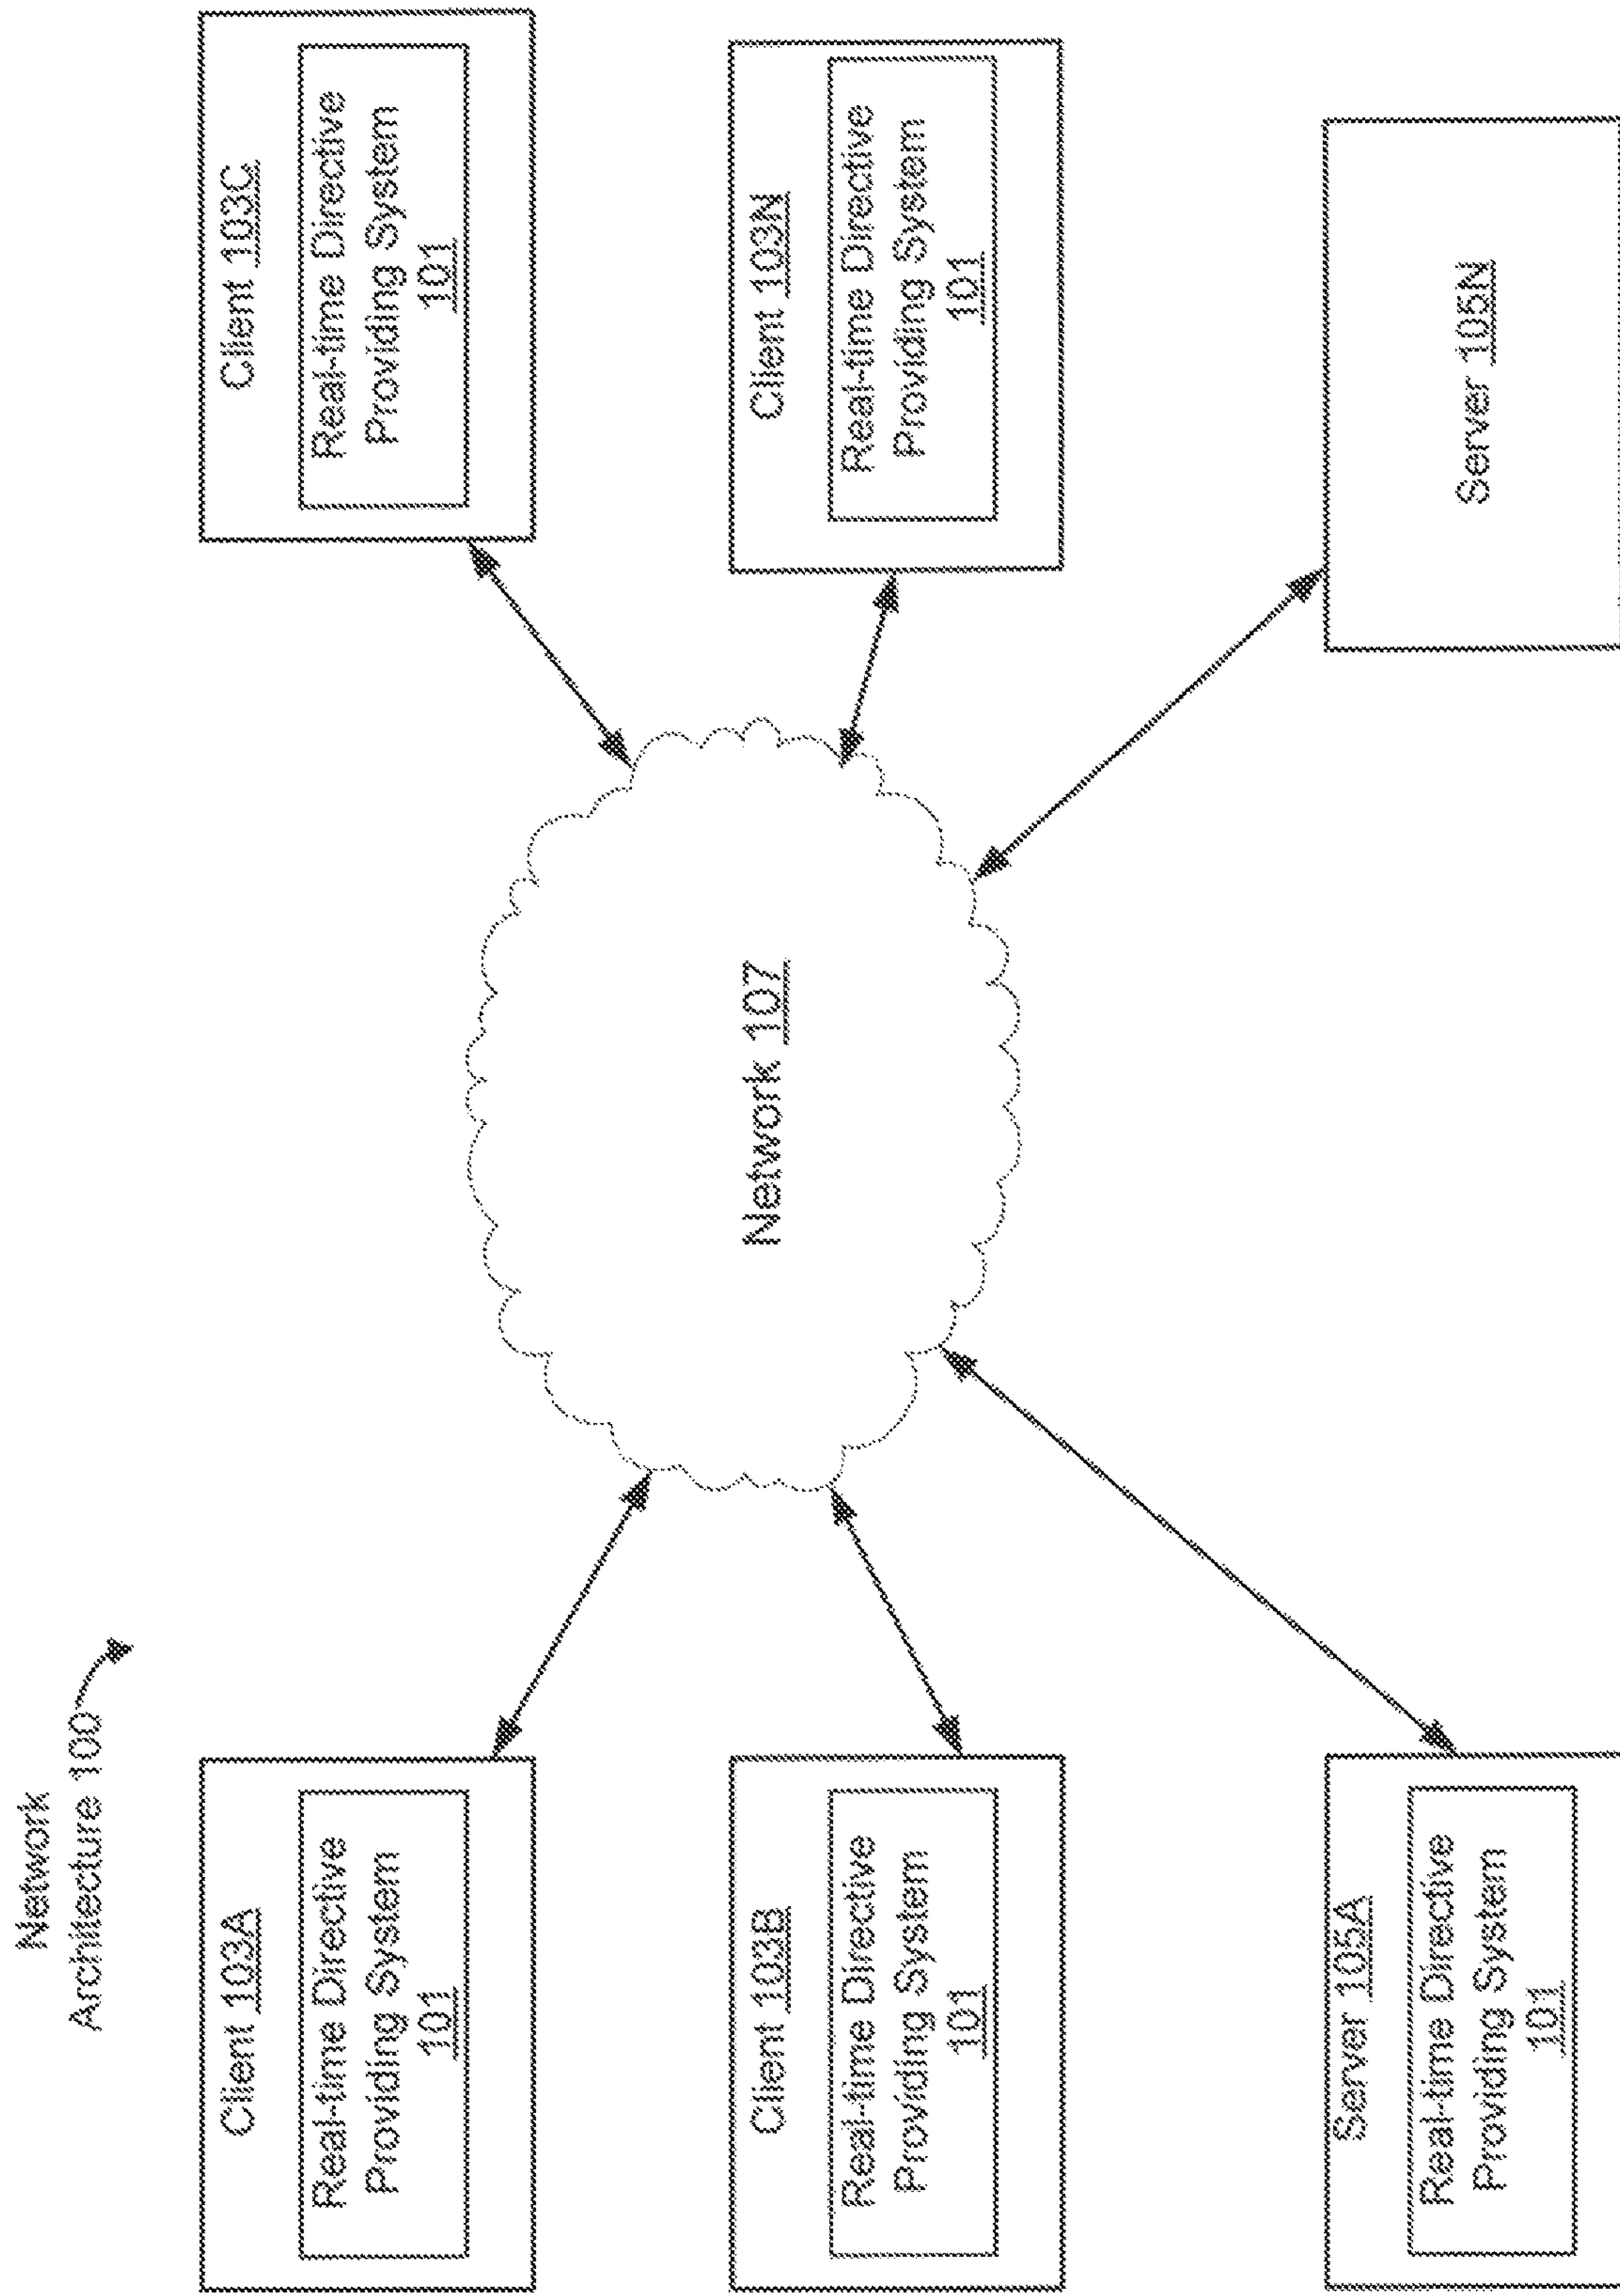 Network
Architecture 100
Client 103A
Real-time Directive
Providing System
101
Client 103C
Real-time Directive
Providing System
101
Client 103B
Real-time Directive
Providing System
101
Network 107
Client 103N
Real-time Directive
Providing System
101
Server 105A
Real-time Directive
Providing System
101
Server 105N